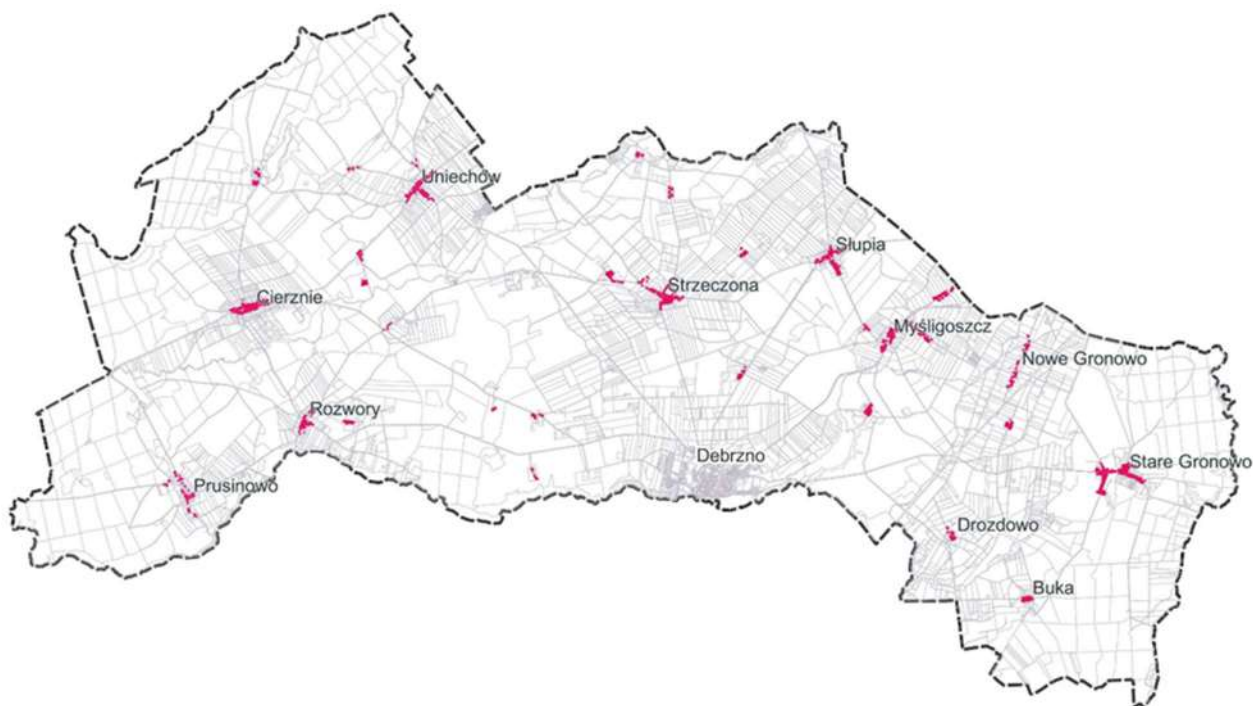 Uniechów
Słupia
Strzeczona
Cierznie
Myśligoszcz
Nowe Gronowo
Rozwory
Debrzno
Stare Gronowo
Prusinowo
Drozdowo
Buka